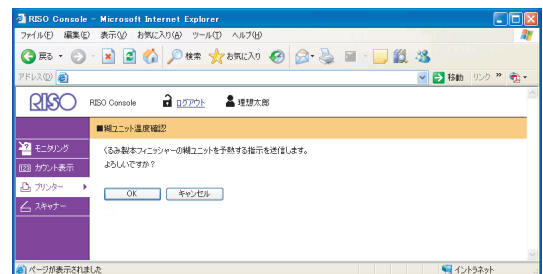 RISO Console - Microsoft Internet Explorer
ファイル(F) 編集(E) 表示(V) お気に入り(A) ツール(T) ヘルプ(H)
戻る 検索 お気に入り
アドレス(D) 移動 リンク »
RISO RISO Console ログアウト 理想太郎
■糊ユニット温度確認
モニタリング
カウント表示
プリンター
スキャナー
くるみ製本フィニッシャーの糊ユニットを予熱する指示を送信します。
よろしいですか？
OK キャンセル
ページが表示されました イントラネット